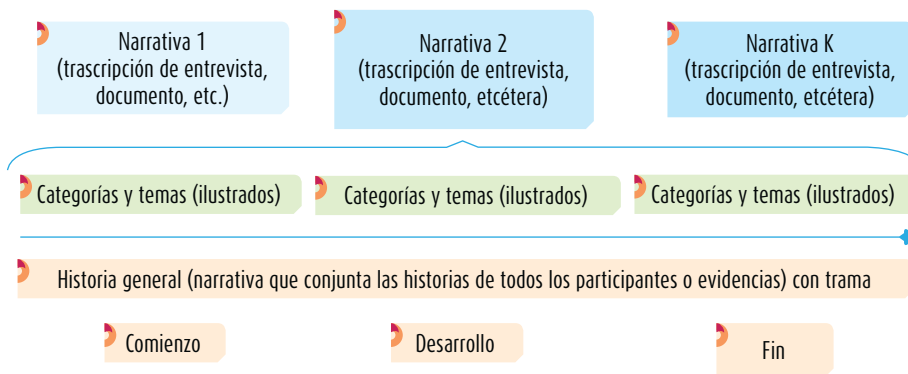 Narrativa 1
(trascripción de entrevista,
documento, etc.)
Narrativa 2
(trascripción de entrevista,
documento, etcétera)
Narrativa K
(trascripción de entrevista,
documento, etcétera)
Categorías y temas (ilustrados)
Categorías y temas (ilustrados)
Categorías y temas (ilustrados)
Historia general (narrativa que conjunta las historias de todos los participantes o evidencias) con trama
Comienzo
Desarrollo
Fin